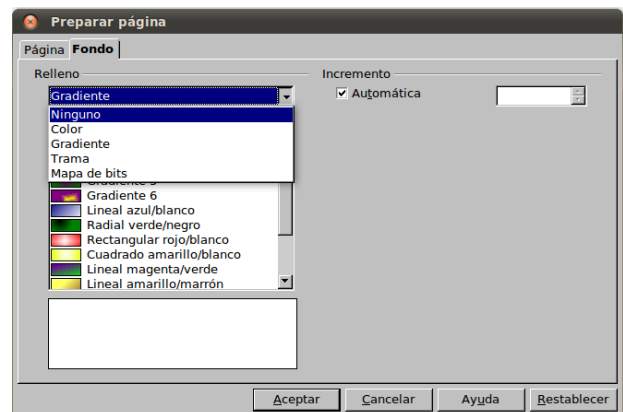 Preparar página
Página Fondo
Relleno
Incremento
Gradiente
Automática
Ninguno
Color
Gradiente
Trama
Mapa de bits
Gradiente 6
Lineal azul/blanco
Radial verde/negro
Rectangular rojo/blanco
Cuadrado amarillo/blanco
Lineal magenta/verde
Lineal amarillo/marrón
Aceptar Cancelar Ayuda Restablecer